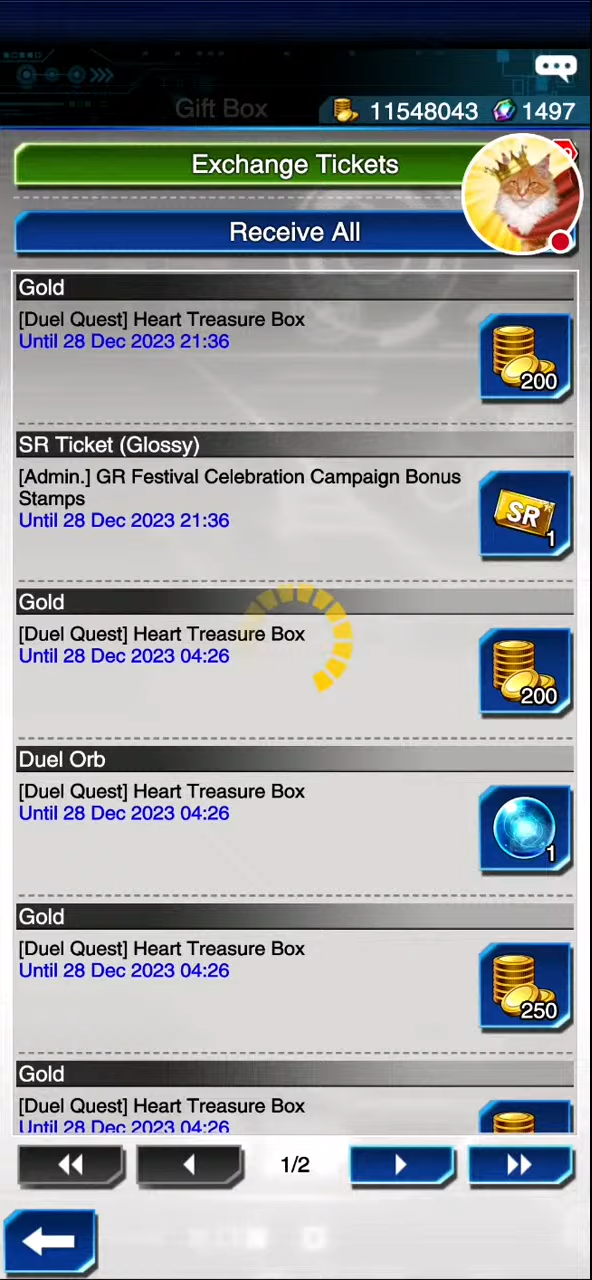 Gift Box
11548043
1497
Exchange Tickets
Receive All
Gold
[Duel Quest] Heart Treasure Box
Until 28 Dec 2023 21:36
200
SR Ticket (Glossy)
[Admin.] GR Festival Celebration Campaign Bonus
Stamps
Until 28 Dec 2023 21:36
SR
1
Gold
[Duel Quest] Heart Treasure Box
Until 28 Dec 2023 04:26
200
Duel Orb
[Duel Quest] Heart Treasure Box
Until 28 Dec 2023 04:26
1
Gold
[Duel Quest] Heart Treasure Box
Until 28 Dec 2023 04:26
250
Gold
[Duel Quest] Heart Treasure Box
Until 28 Dec 2023 04:26
1/2